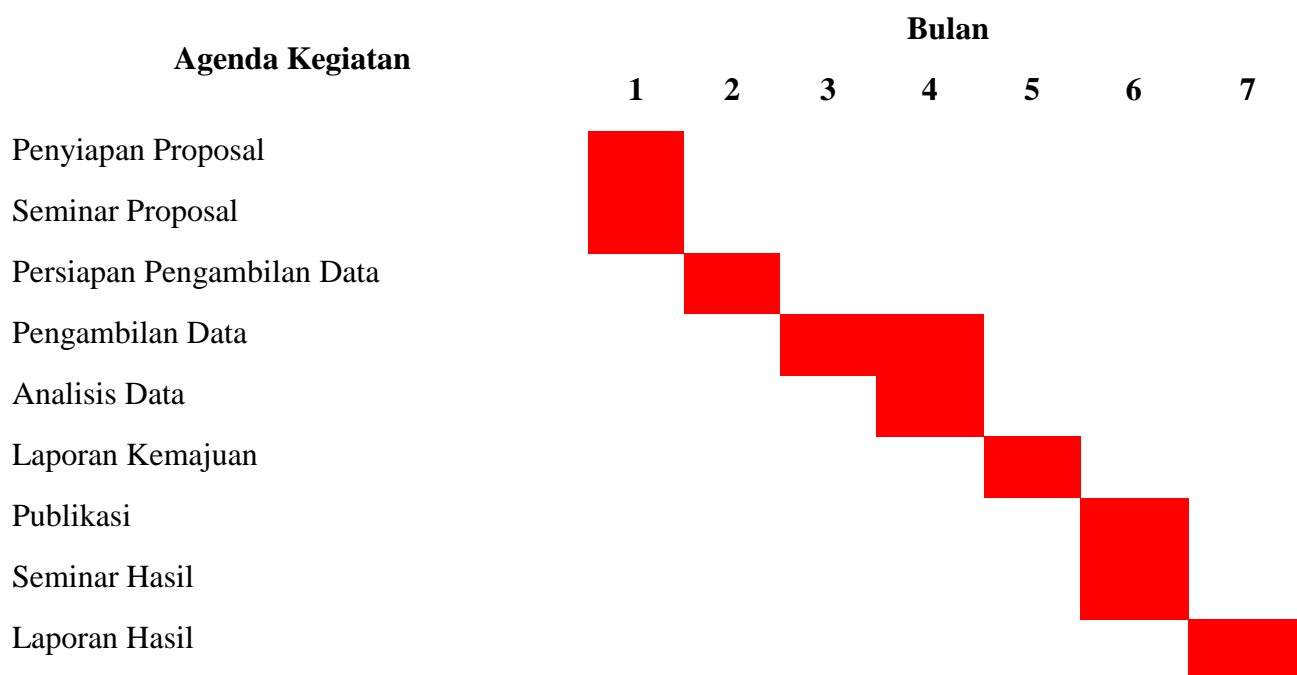 Agenda Kegiatan
Bulan
1 2 3 4 5 6 7
Penyiapan Proposal
Seminar Proposal
Persiapan Pengambilan Data
Pengambilan Data
Analisis Data
Laporan Kemajuan
Publikasi
Seminar Hasil
Laporan Hasil